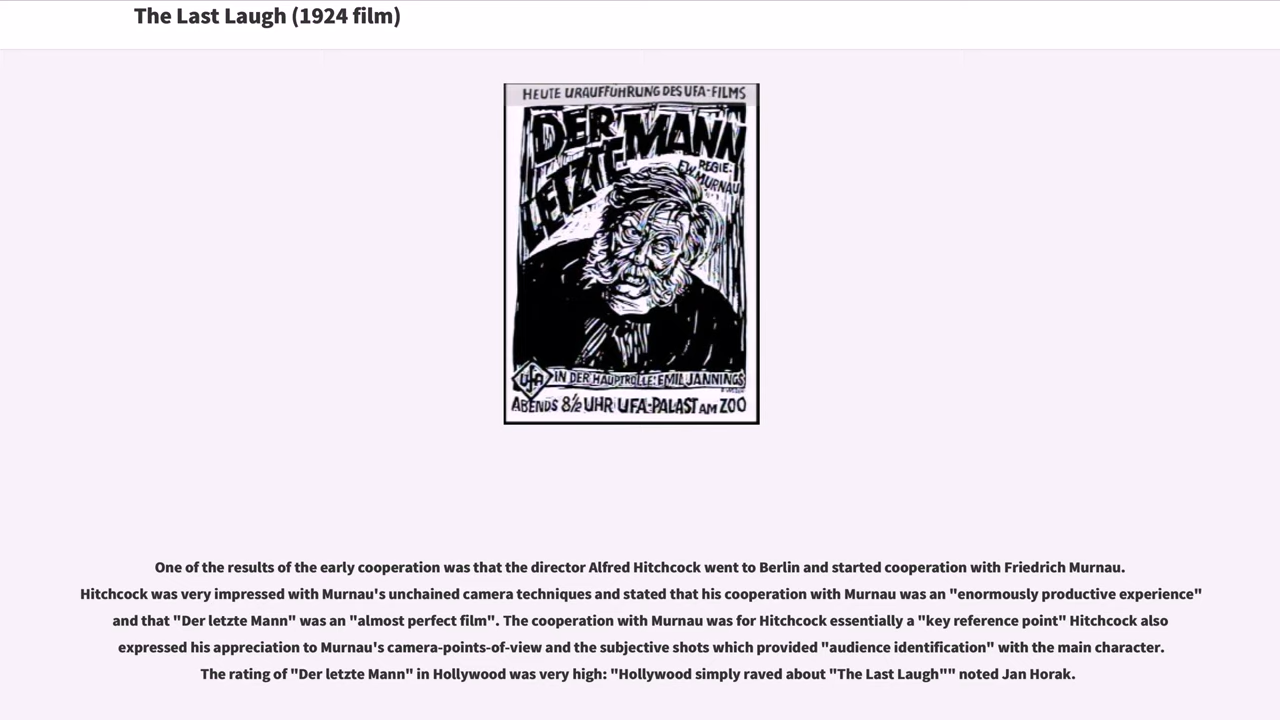 The Last Laugh (1924 film)
HEUTE URAUFFÜHRUNG DES UFA-FILMS
DER
LETZTE MANN
REGIE:
F.W. MURNAU
UFA IN DER HAUPTROLLE: EMIL JANNINGS
ABENDS 8½ UHR UFA-PALAST AM ZOO
One of the results of the early cooperation was that the director Alfred Hitchcock went to Berlin and started cooperation with Friedrich Murnau.
Hitchcock was very impressed with Murnau's unchained camera techniques and stated that his cooperation with Murnau was an "enormously productive experience"
and that "Der letzte Mann" was an "almost perfect film". The cooperation with Murnau was for Hitchcock essentially a "key reference point" Hitchcock also
expressed his appreciation to Murnau's camera-points-of-view and the subjective shots which provided "audience identification" with the main character.
The rating of "Der letzte Mann" in Hollywood was very high: "Hollywood simply raved about "The Last Laugh"" noted Jan Horak.